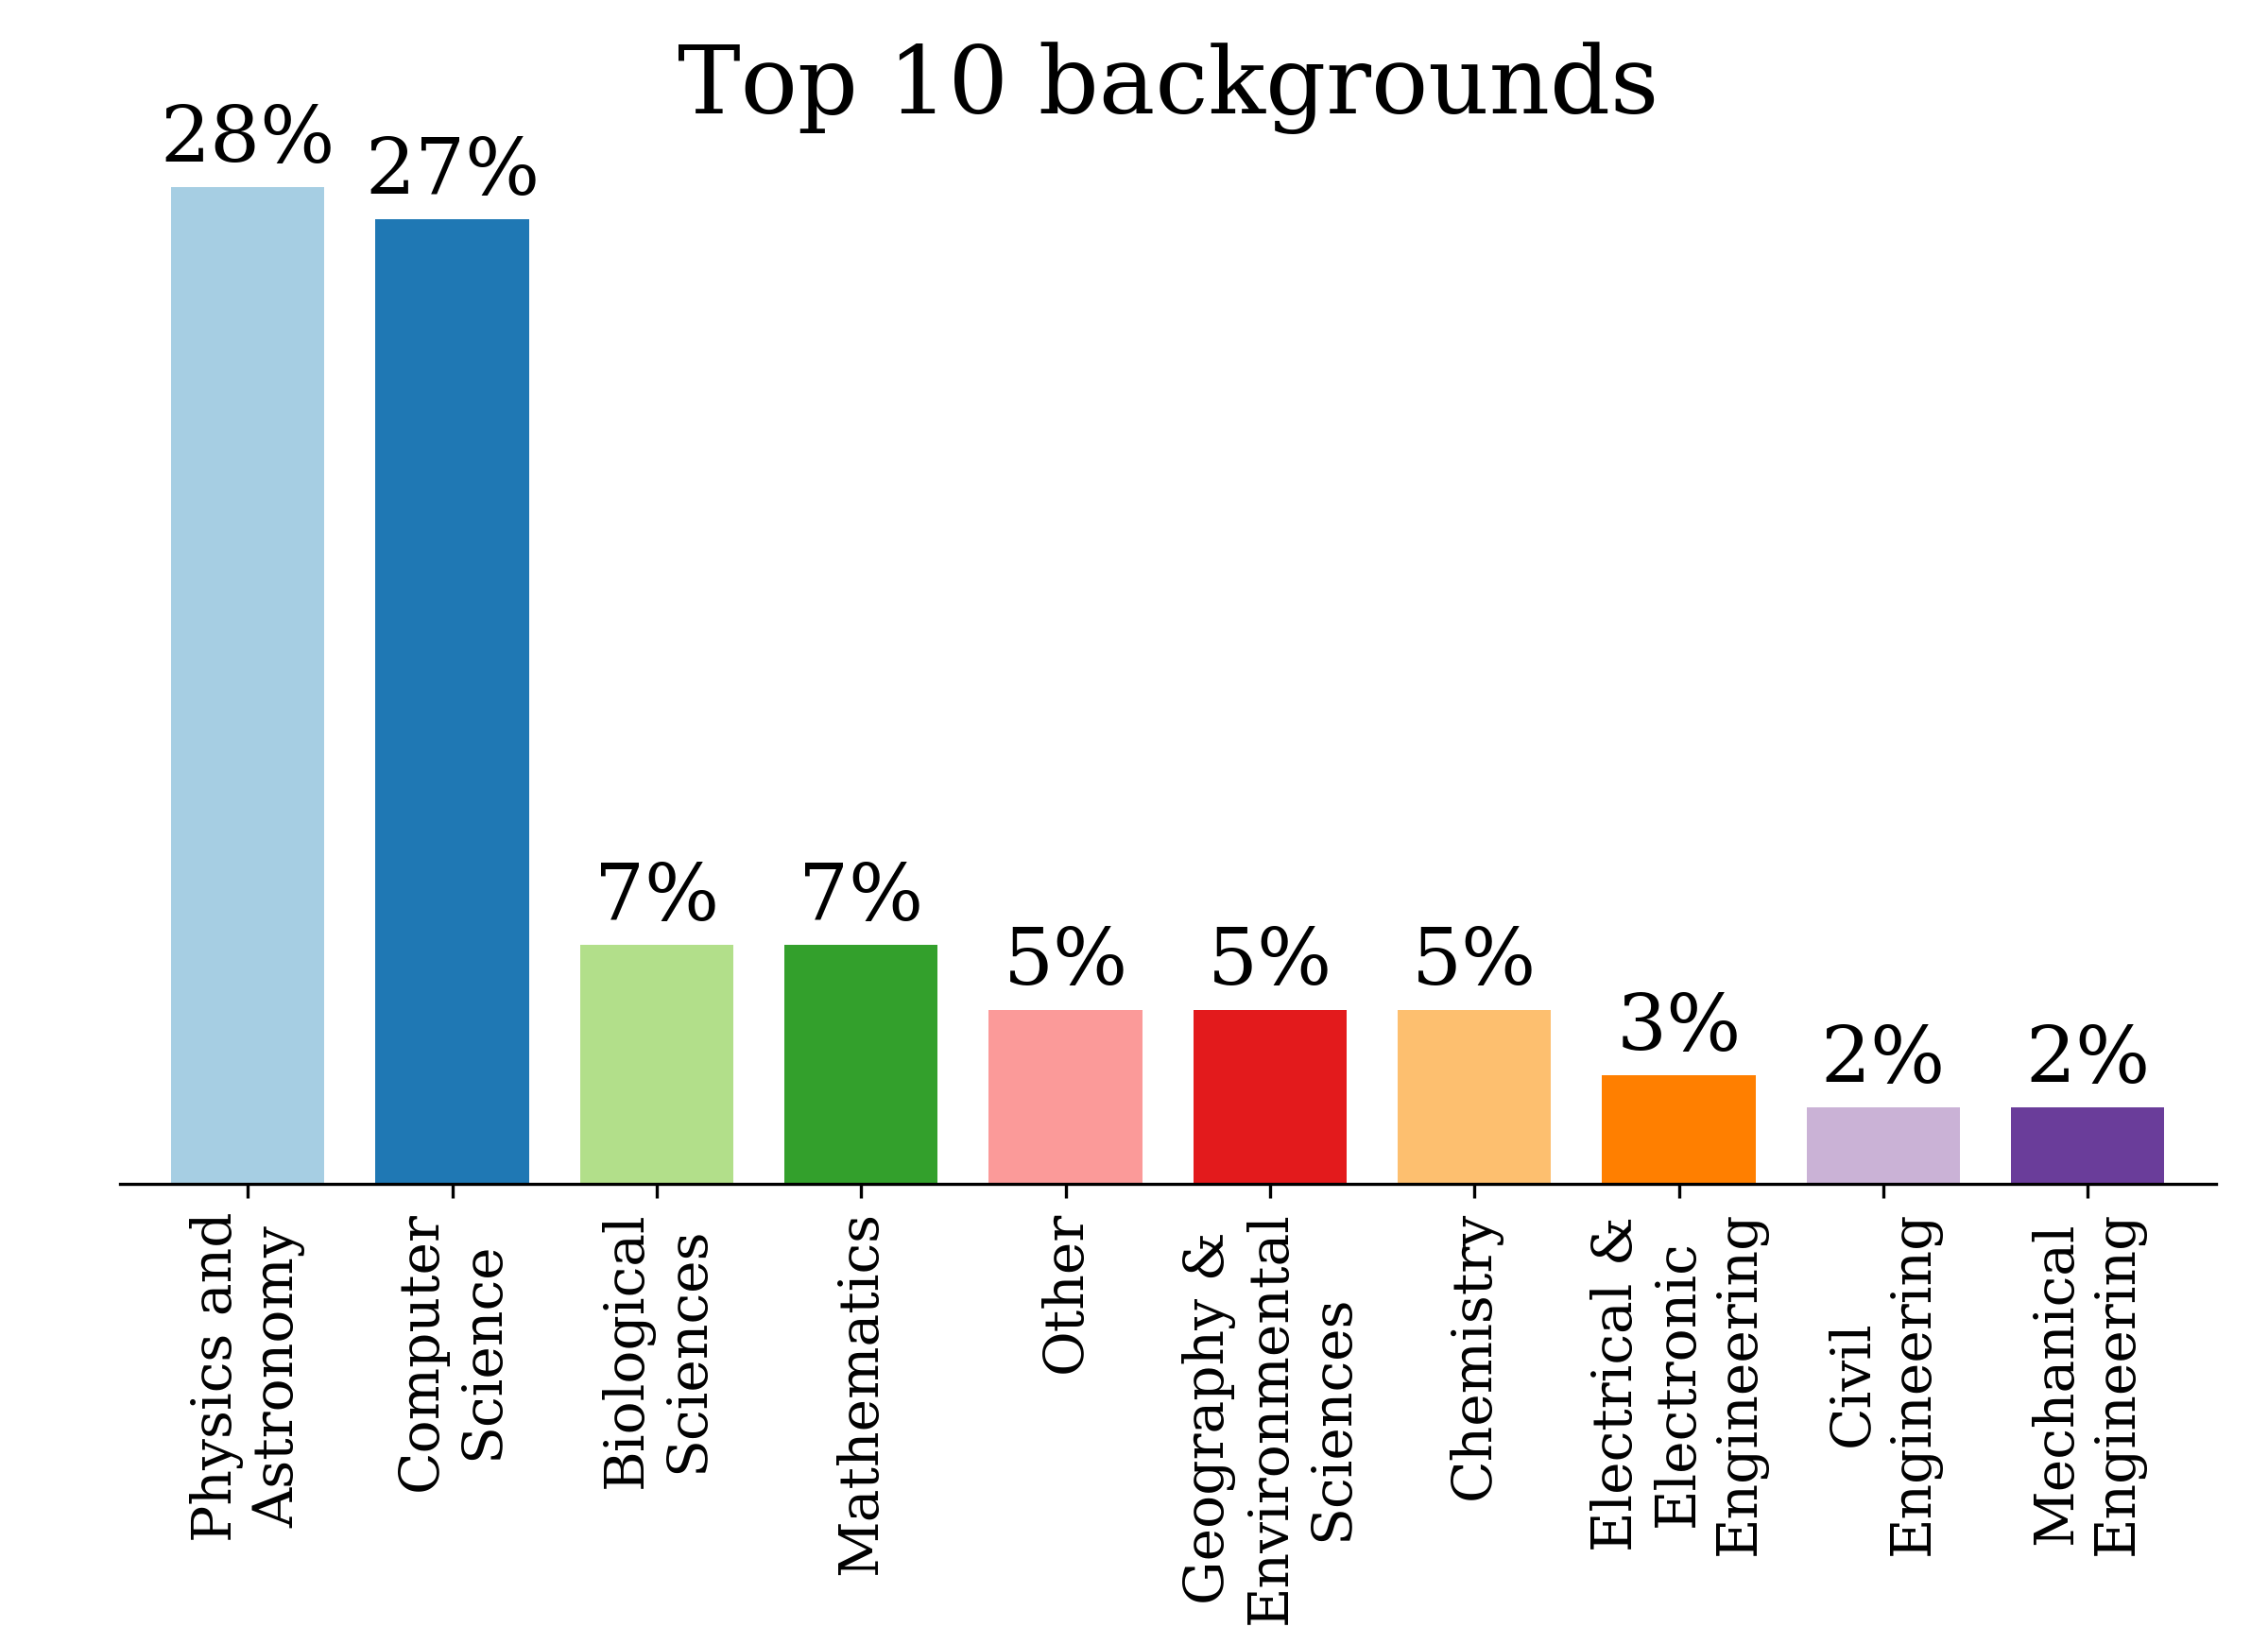 Top 10 backgrounds
28%
27%
7%
7%
5%
5%
5%
3%
2%
2%
Physics and
Astronomy
Computer
Science
Biological
Sciences
Mathematics
Other
Geography &
Environmental
Sciences
Chemistry
Electrical &
Electronic
Engineering
Civil
Engineering
Mechanical
Engineering